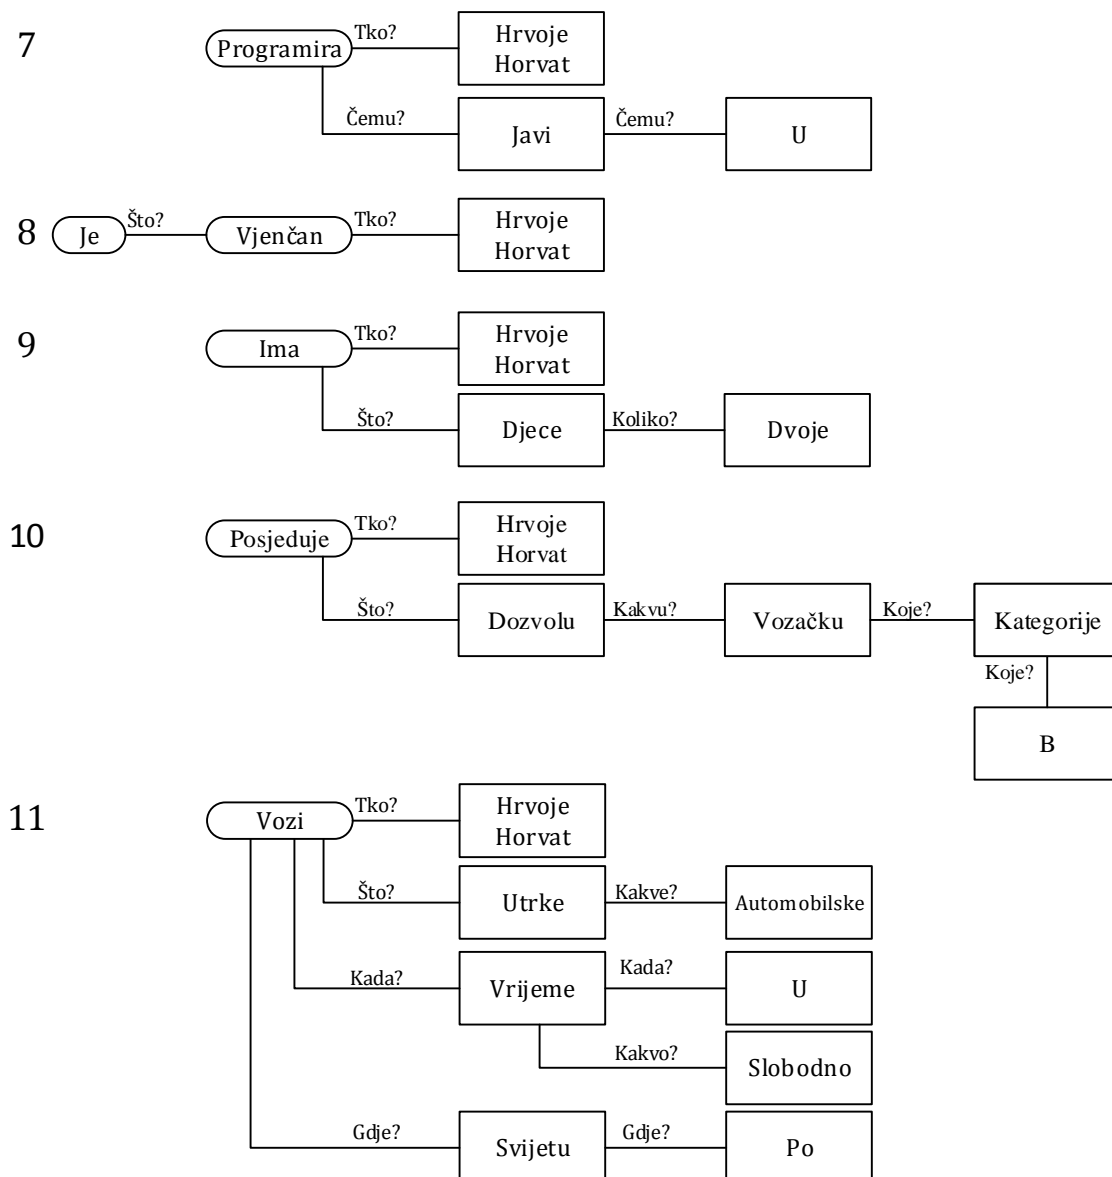 7
Programira
Tko?
Hrvoje
Horvat
Čemu?
Javi
Čemu?
U
8
Je
Što?
Vjenčan
Tko?
Hrvoje
Horvat
9
Ima
Tko?
Hrvoje
Horvat
Što?
Djece
Koliko?
Dvoje
10
Posjeduje
Tko?
Hrvoje
Horvat
Što?
Dozvolu
Kakvu?
Vozačku
Koje?
Kategorije
Koje?
B
11
Vozi
Tko?
Hrvoje
Horvat
Što?
Utrke
Kakve?
Automobilske
Kada?
Vrijeme
Kada?
U
Kakvo?
Slobodno
Gdje?
Svijetu
Gdje?
Po